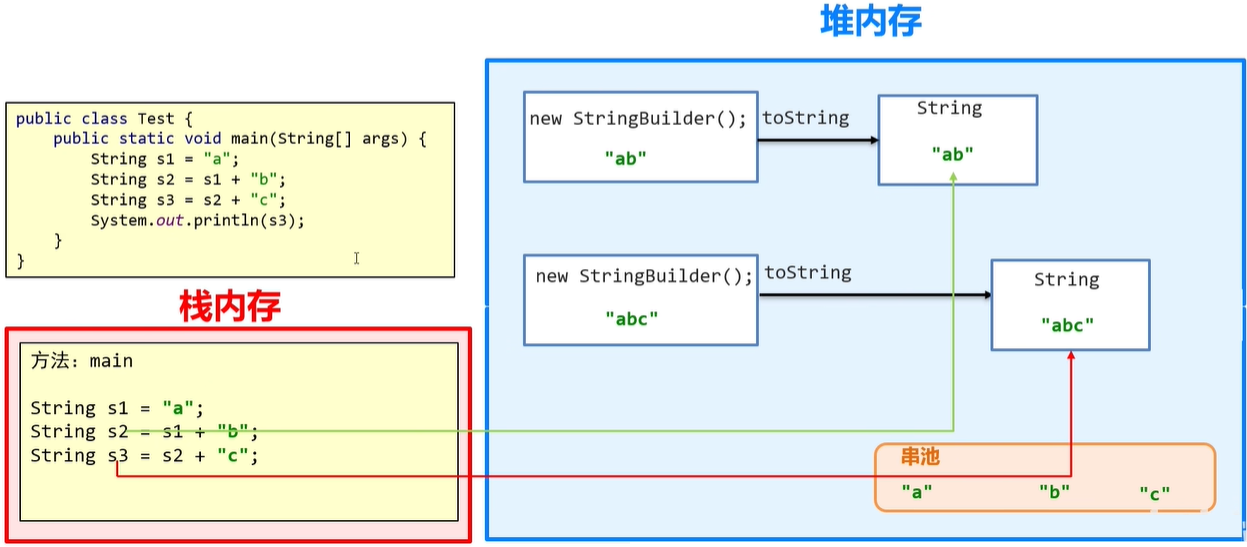 堆内存
public class Test {
public static void main(String[] args) {
String s1 = "a";
String s2 = s1 + "b";
String s3 = s2 + "c";
System.out.println(s3);
}
}
new StringBuilder();
"ab"
toString
String
"ab"
new StringBuilder();
"abc"
toString
String
"abc"
栈内存
方法：main
String s1 = "a";
String s2 = s1 + "b";
String s3 = s2 + "c";
串池
"a" "b" "c"